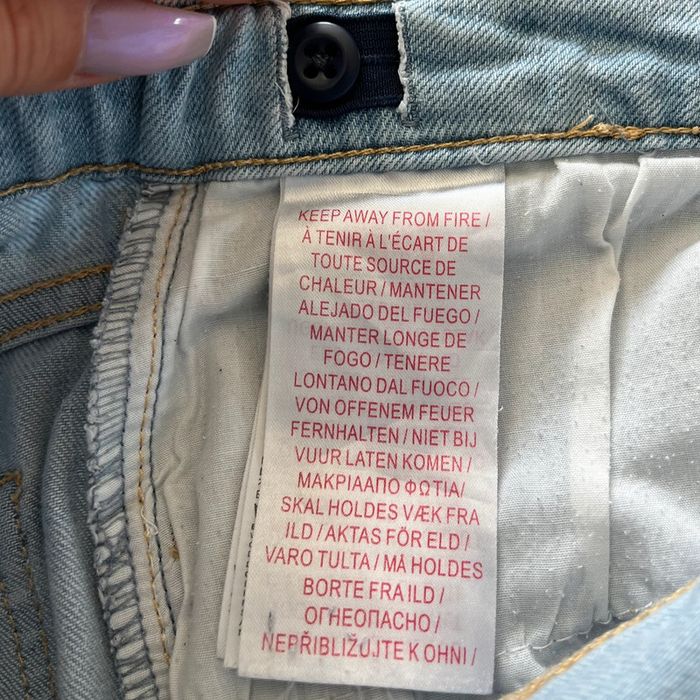 KEEP AWAY FROM FIRE /
À TENIR À L'ÉCART DE
TOUTE SOURCE DE
CHALEUR / MANTENER
ALEJADO DEL FUEGO /
MANTER LONGE DE
FOGO / TENERE
LONTANO DAL FUOCO /
VON OFFENEM FEUER
FERNHALTEN / NIET BIJ
VUUR LATEN KOMEN /
ΜΑΚΡΙΑΑΠΟ ΦΩΤΙΑ/
SKAL HOLDES VÆK FRA
ILD / AKTAS FÖR ELD /
VARO TULTA / MÅ HOLDES
BORTE FRA ILD /
ОГНЕОПАСНО /
NEPŘIBLIŽUJTE K OHNI /